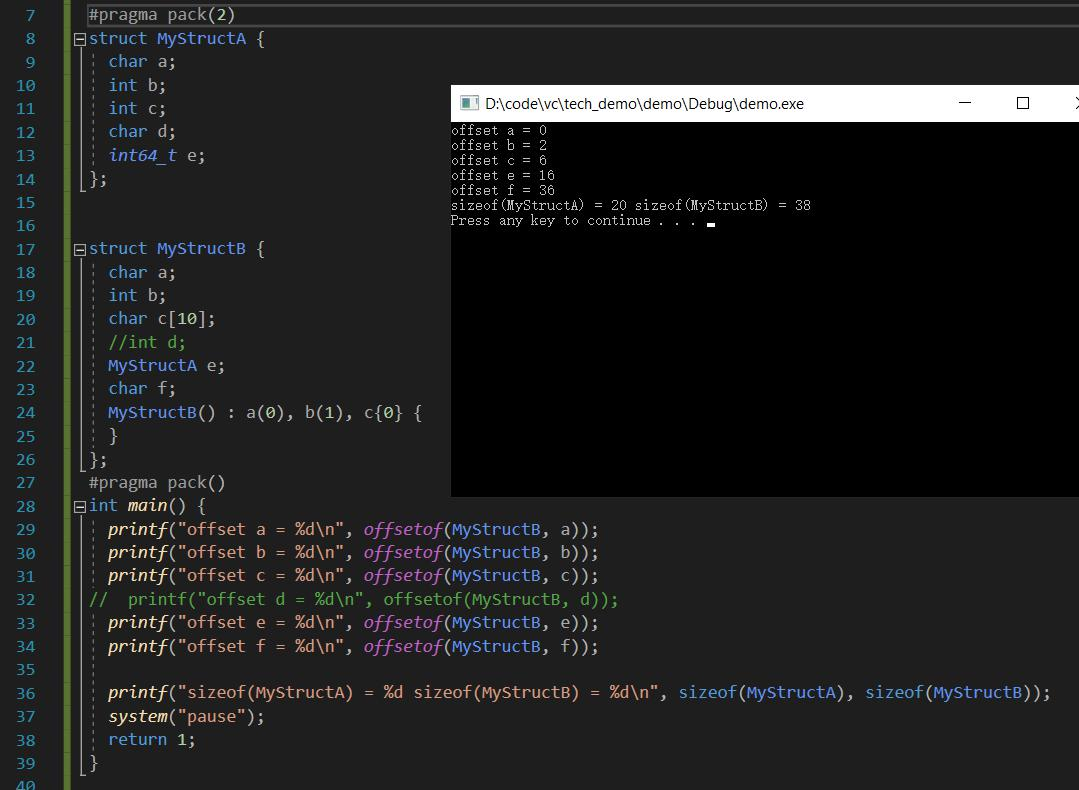 7 #pragma pack(2)
8 struct MyStructA {
9 char a;
10 int b;
11 int c;
12 char d;
13 int64_t e;
14 };
15
16
17 struct MyStructB {
18 char a;
19 int b;
20 char c[10];
21 //int d;
22 MyStructA e;
23 char f;
24 MyStructB() : a(0), b(1), c{0} {
25 }
26 };
27 #pragma pack()
28 int main() {
29 printf("offset a = %d\n", offsetof(MyStructB, a));
30 printf("offset b = %d\n", offsetof(MyStructB, b));
31 printf("offset c = %d\n", offsetof(MyStructB, c));
32 // printf("offset d = %d\n", offsetof(MyStructB, d));
33 printf("offset e = %d\n", offsetof(MyStructB, e));
34 printf("offset f = %d\n", offsetof(MyStructB, f));
35
36 printf("sizeof(MyStructA) = %d sizeof(MyStructB) = %d\n", sizeof(MyStructA), sizeof(MyStructB));
37 system("pause");
38 return 1;
39 }
40
D:\code\vc\tech_demo\demo\Debug\demo.exe
offset a = 0
offset b = 2
offset c = 6
offset e = 16
offset f = 36
sizeof(MyStructA) = 20 sizeof(MyStructB) = 38
Press any key to continue . . .